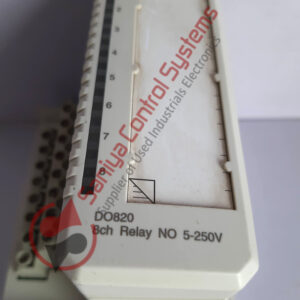 3
4
5
6
7
8
Saniya Control Systems
Supplier of Used Industrials Electronics
DO820
8ch Relay NO 5-250V